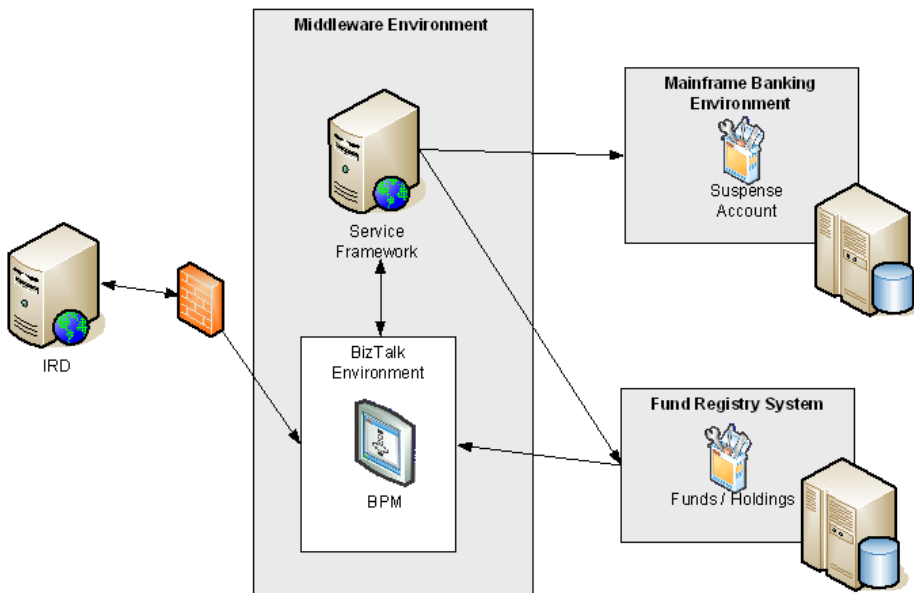 Middleware Environment
Mainframe Banking
Environment
Suspense
Account
Service
Framework
IRD
BizTalk
Environment
BPM
Fund Registry System
Funds / Holdings